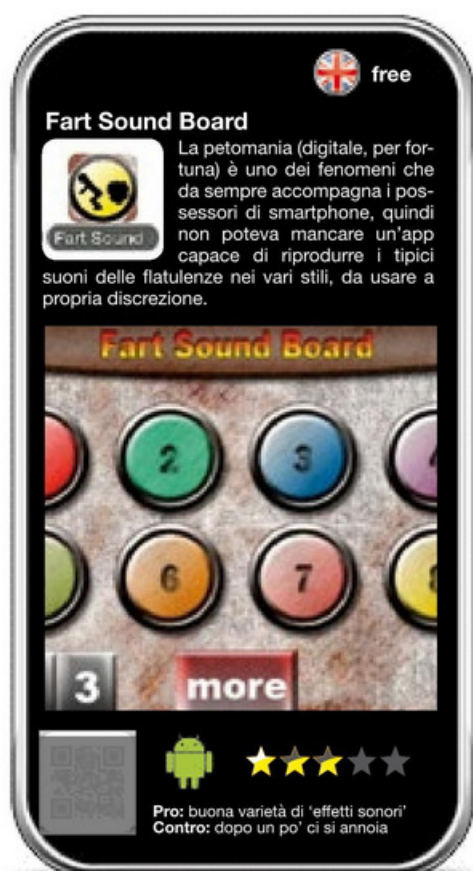 free
Fart Sound Board
La petomania (digitale, per for-
tuna) è uno dei fenomeni che
da sempre accompagna i pos-
sessori di smartphone, quindi
non poteva mancare un'app
capace di riprodurre i tipici
suoni delle flatulenze nei vari stili, da usare a
propria discrezione.
Fart Sound
Fart Sound Board
2 3 4
6 7 8
3 more
Pro: buona varietà di 'effetti sonori'
Contro: dopo un po' ci si annoia